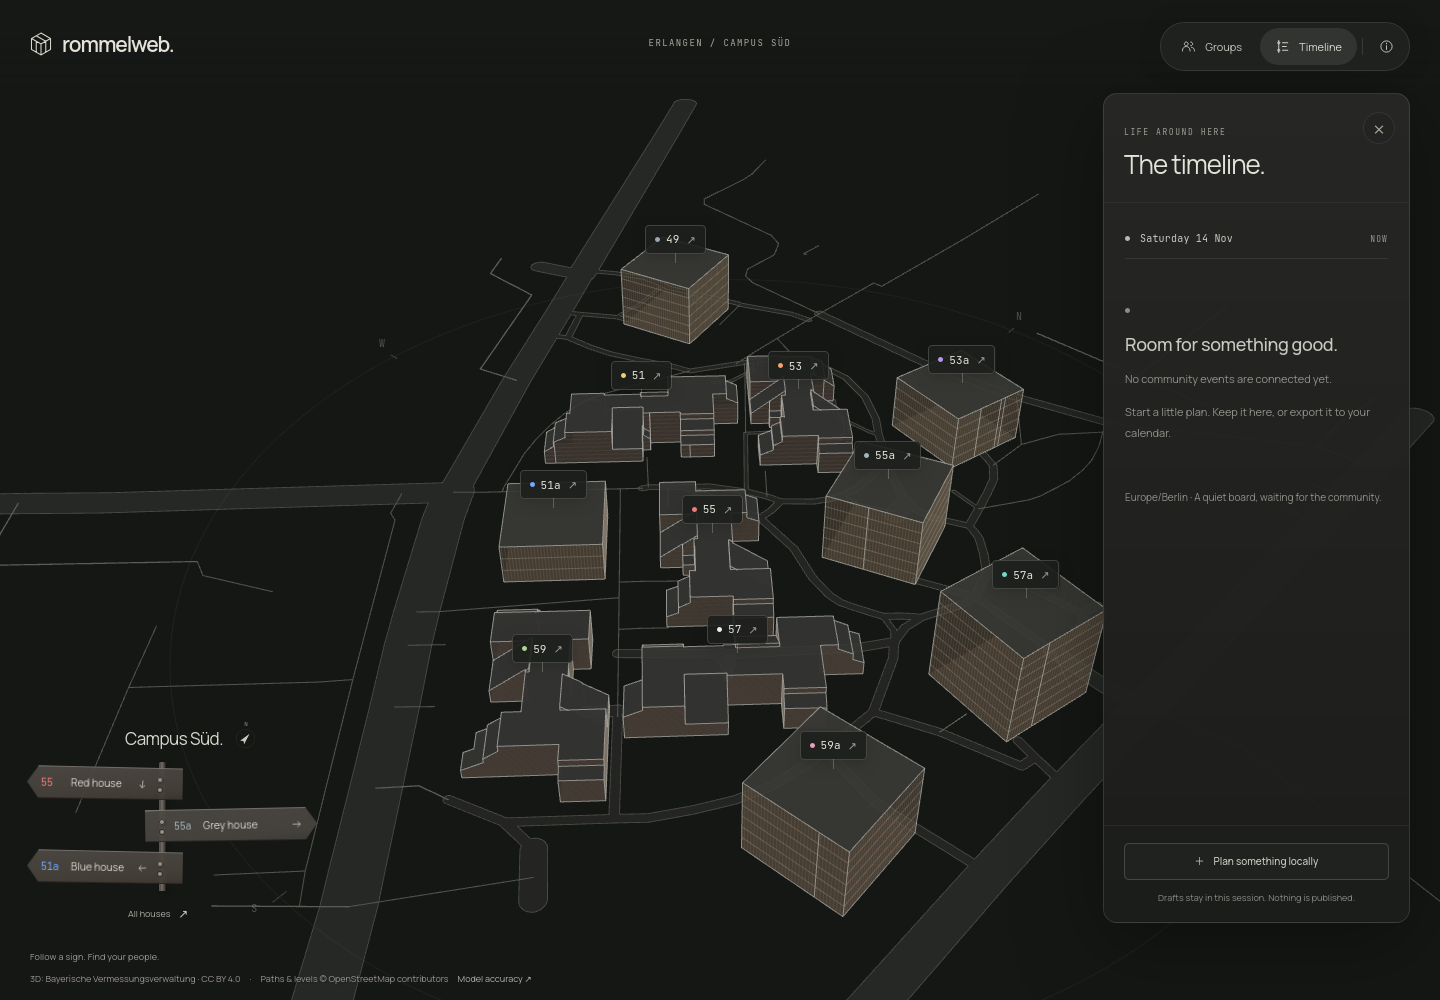 rommelweb.
ERLANGEN / CAMPUS SÜD
Groups
Timeline
LIFE AROUND HERE
The timeline.
Saturday 14 Nov
NOW
Room for something good.
No community events are connected yet.
Start a little plan. Keep it here, or export it to your
calendar.
Europe/Berlin · A quiet board, waiting for the community.
+ Plan something locally
Drafts stay in this session. Nothing is published.
49 ↗
W
N
51 ↗
53 ↗
53a ↗
55a ↗
51a ↗
55 ↗
57a ↗
57 ↗
59 ↗
59a ↗
N
Campus Süd.
55 Red house ↓
55a Grey house →
51a Blue house ←
S
All houses ↗
Follow a sign. Find your people.
3D: Bayerische Vermessungsverwaltung · CC BY 4.0 · Paths & levels © OpenStreetMap contributors Model accuracy ↗